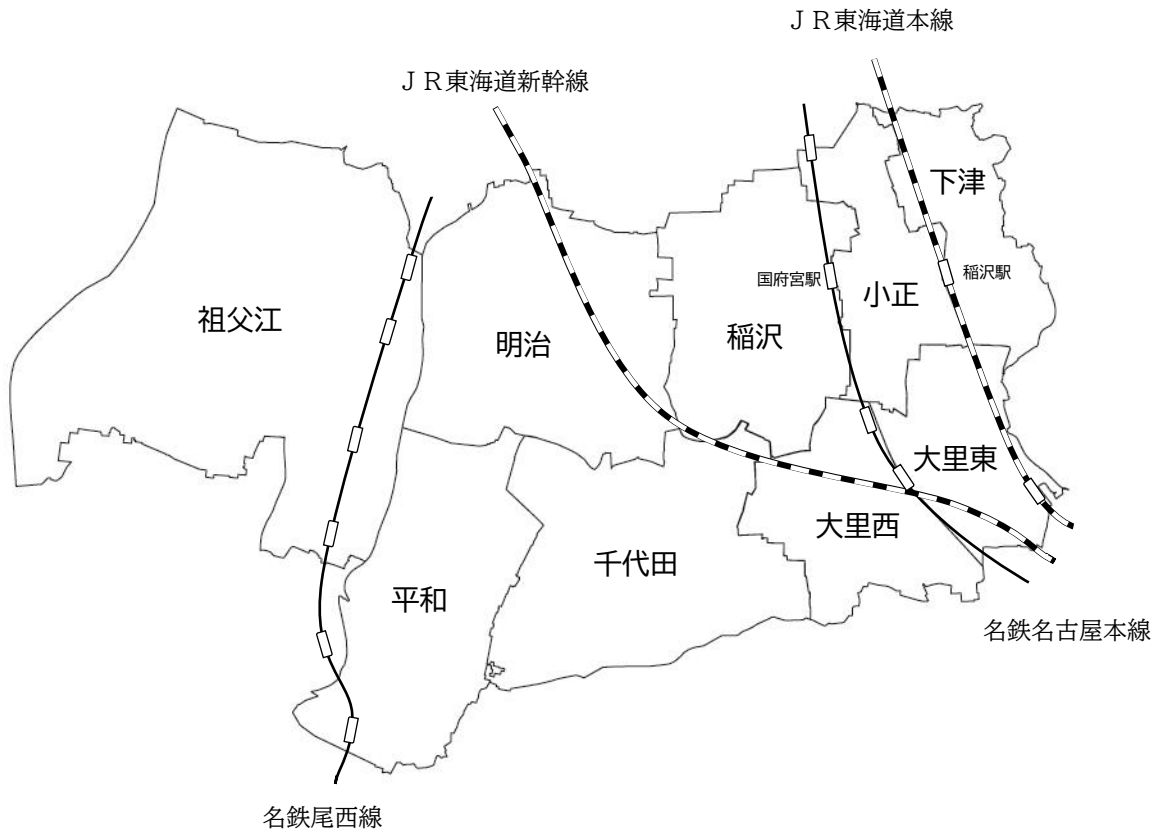 ＪＲ東海道本線
ＪＲ東海道新幹線
下津
国府宮駅
稲沢駅
小正
祖父江
稲沢
明治
大里東
大里西
千代田
平和
名鉄名古屋本線
名鉄尾西線